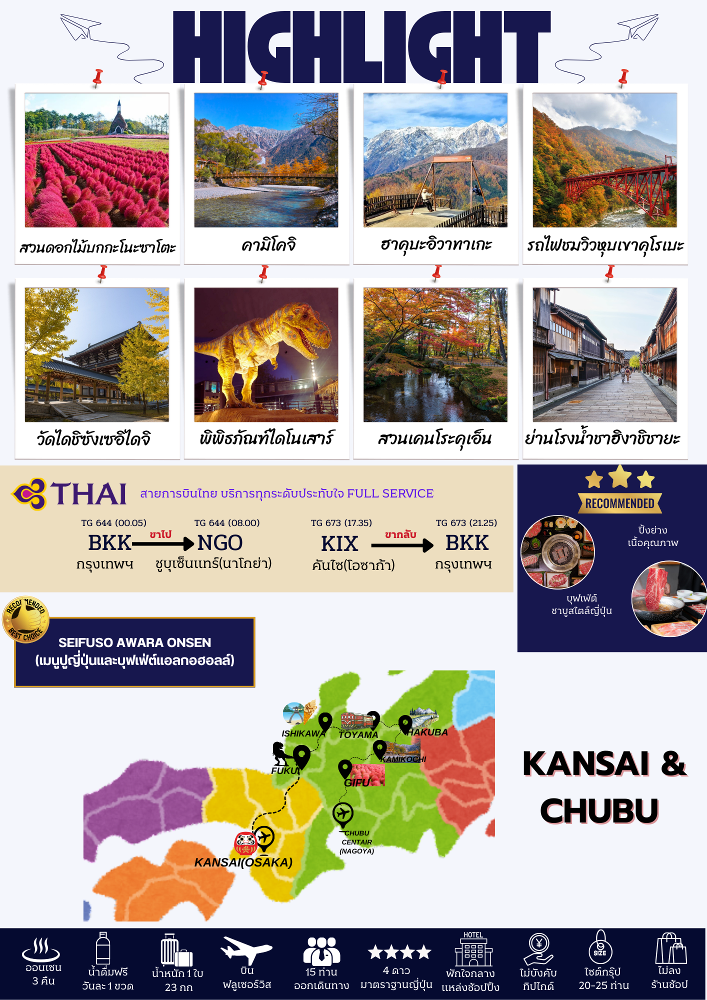 HIGHLIGHT
สวนดอกไม้บกกะโนะซาโตะ
คามิโคจิ
ฮาคุบะอิวาทาเกะ
รถไฟชมวิวหุบเขาคุโรเบะ
วัดไดชิซังเซอิไดจิ
พิพิธภัณฑ์ไดโนเสาร์
สวนเคนโระคุเอ็น
ย่านโรงน้ำชาฮิงาชิชายะ
THAI
สายการบินไทย บริการทุกระดับประทับใจ FULL SERVICE
TG 644 (00.05)
TG 644 (08.00)
BKK
ขาไป
NGO
กรุงเทพฯ
ชูบุเซ็นแทร์(นาโกย่า)
TG 673 (17.35)
TG 673 (21.25)
KIX
ขากลับ
BKK
คันไซ(โอซาก้า)
กรุงเทพฯ
RECOMMENDED
ปิ้งย่าง
เนื้อคุณภาพ
บุฟเฟ่ต์
ชาบูสไตล์ญี่ปุ่น
RECOMMENDED
BEST CHOICE
SEIFUSO AWARA ONSEN
(เมนูปูญี่ปุ่นและบุฟเฟ่ต์แอลกอฮอลล์)
ISHIKAWA
TOYAMA
HAKUBA
KAMIKOCHI
FUKUI
GIFU
CHUBU
CENTAIR
(NAGOYA)
KANSAI(OSAKA)
KANSAI &
CHUBU
ออนเซน
3 คืน
น้ำดื่มฟรี
วันละ 1 ขวด
น้ำหนัก 1 ใบ
23 กก
บิน
ฟลูเซอร์วิส
15 ท่าน
ออกเดินทาง
4 ดาว
มาตราฐานญี่ปุ่น
HOTEL
พักใจกลาง
แหล่งช้อปปิ้ง
¥
ไม่บังคับ
ทิปไกด์
SIZE
ไซต์กรุ๊ป
20-25 ท่าน
ไม่ลง
ร้านช้อป